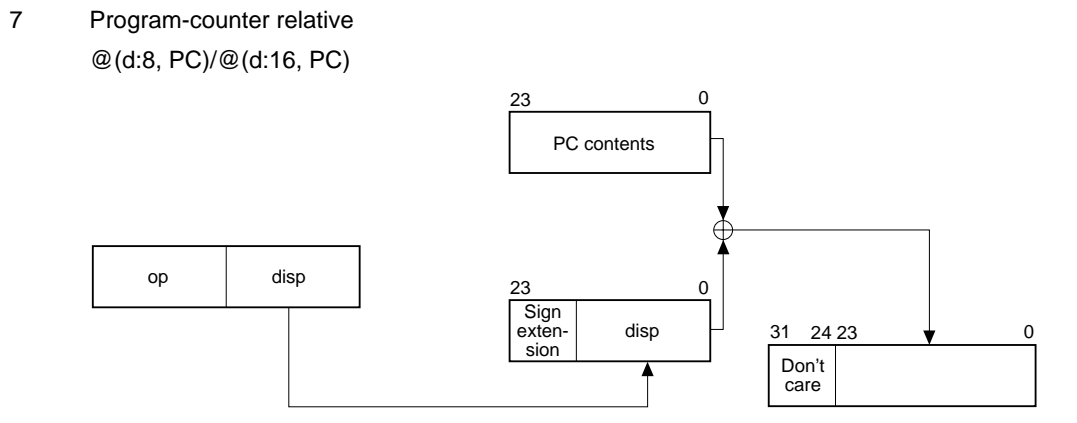 7 Program-counter relative
@(d:8, PC)/@(d:16, PC)
23 0
PC contents
op disp
23 0
Sign
exten-
sion
disp
31 24 23 0
Don't
care